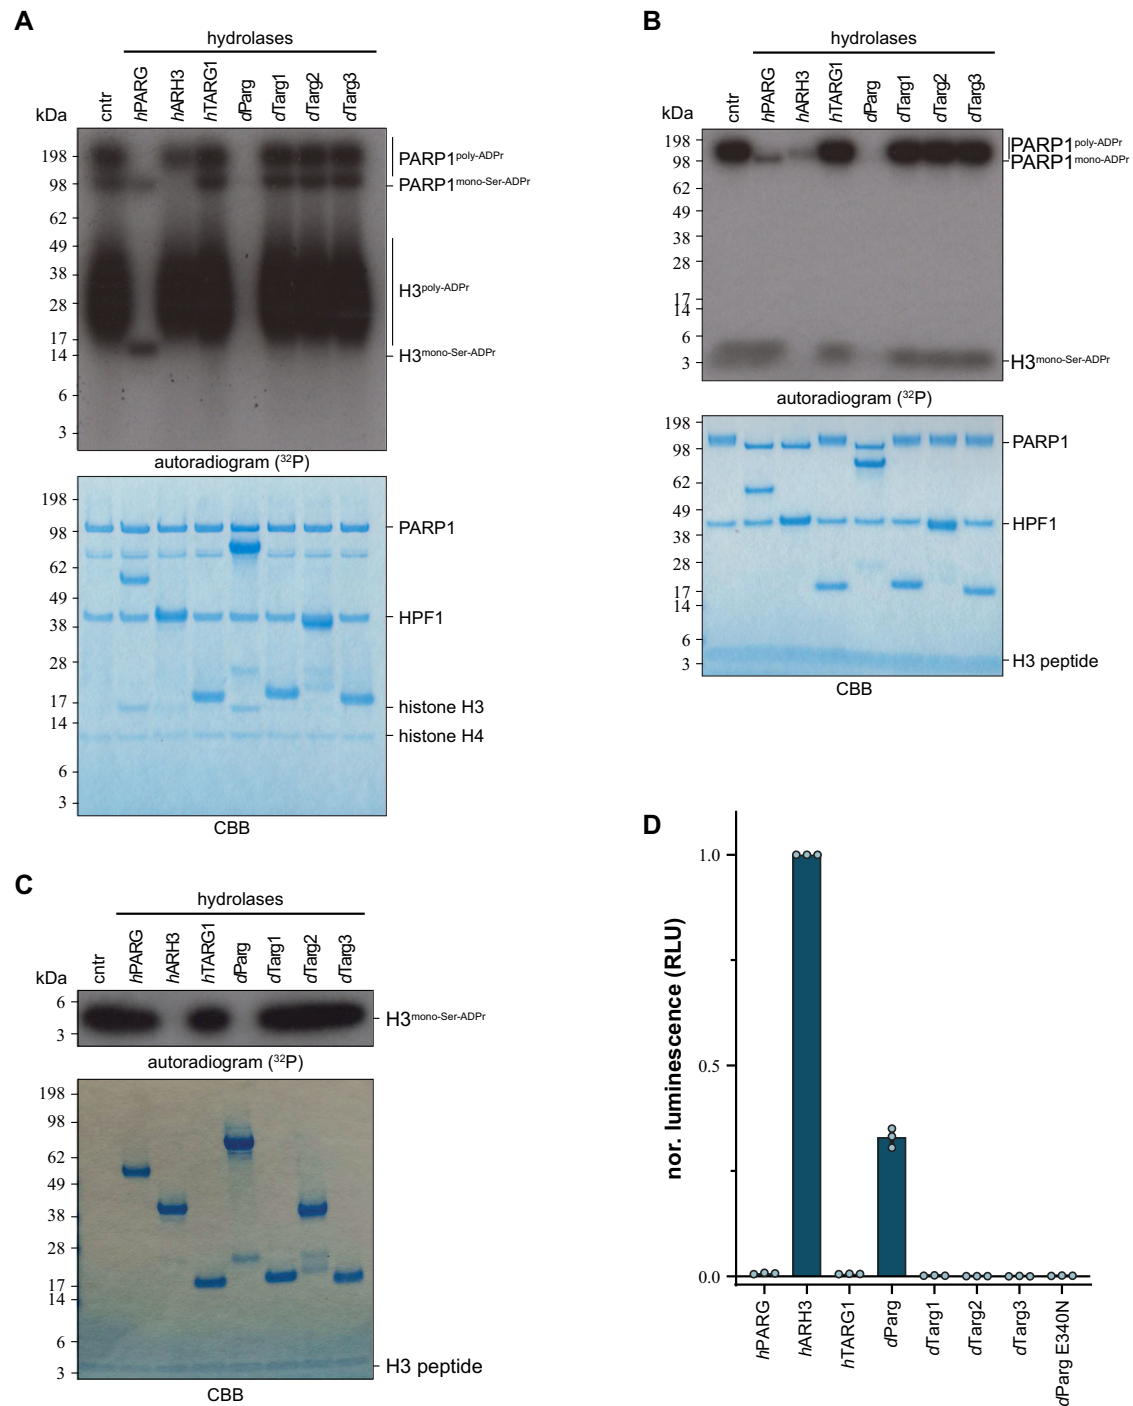 A
hydrolases
kDa
cntr
hPARG
hARH3
hTARG1
dParg
dTarg1
dTarg2
dTarg3
198
98
62
49
38
28
17
14
6
3
PARP1poly-ADPr
PARP1mono-Ser-ADPr
H3poly-ADPr
H3mono-Ser-ADPr
autoradiogram (32P)
198
98
62
49
38
28
17
14
6
3
PARP1
HPF1
histone H3
histone H4
CBB
B
hydrolases
kDa
cntr
hPARG
hARH3
hTARG1
dParg
dTarg1
dTarg2
dTarg3
198
98
62
49
38
28
17
14
6
3
PARP1poly-ADPr
PARP1mono-ADPr
H3mono-Ser-ADPr
autoradiogram (32P)
198
98
62
49
38
28
17
14
6
3
PARP1
HPF1
H3 peptide
CBB
C
hydrolases
kDa
cntr
hPARG
hARH3
hTARG1
dParg
dTarg1
dTarg2
dTarg3
6
3
H3mono-Ser-ADPr
autoradiogram (32P)
198
98
62
49
38
28
17
14
6
3
H3 peptide
CBB
D
nor. luminescence (RLU)
1.0
0.5
0.0
hPARG
hARH3
hTARG1
dParg
dTarg1
dTarg2
dTarg3
dParg E340N